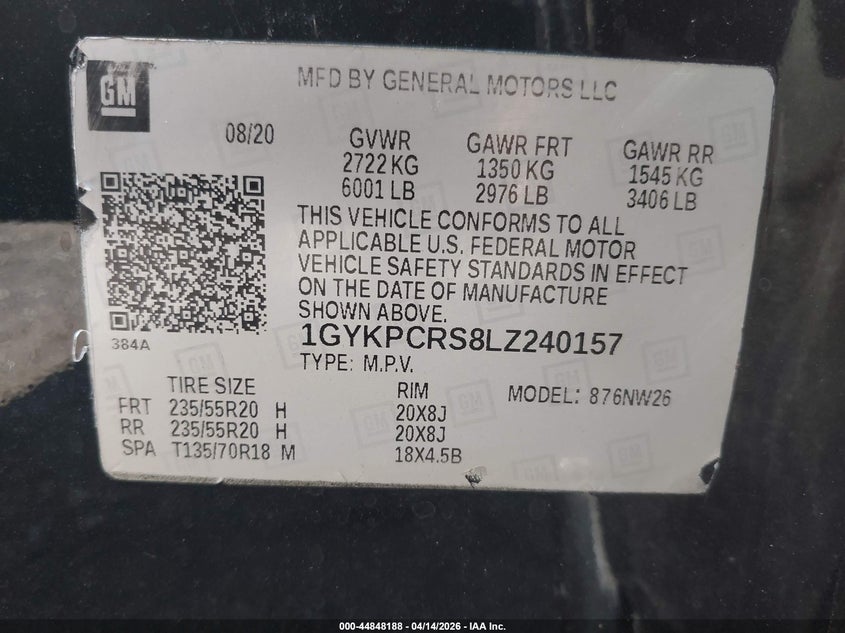 GM
MFD BY GENERAL MOTORS LLC
08/20 GVWR GAWR FRT GAWR RR
2722 KG 1350 KG 1545 KG
6001 LB 2976 LB 3406 LB
THIS VEHICLE CONFORMS TO ALL
APPLICABLE U.S. FEDERAL MOTOR
VEHICLE SAFETY STANDARDS IN EFFECT
ON THE DATE OF MANUFACTURE
SHOWN ABOVE.
384A
1GYKPCRS8LZ240157
TYPE: M.P.V.
TIRE SIZE RIM MODEL: 876NW26
FRT 235/55R20 H 20X8J
RR 235/55R20 H 20X8J
SPA T135/70R18 M 18X4.5B
000-44848188 - 04/14/2026 - IAA Inc.